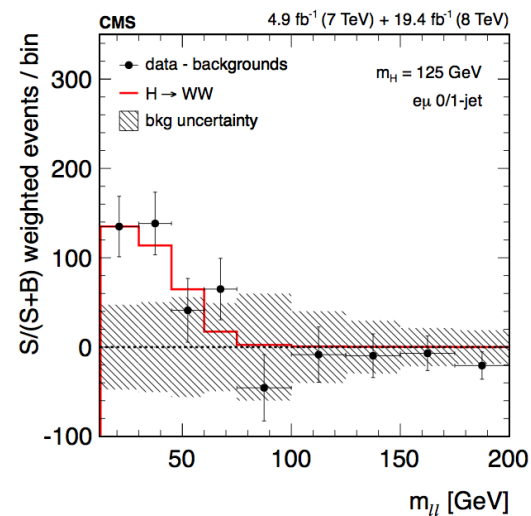 CMS 4.9 fb⁻¹ (7 TeV) + 19.4 fb⁻¹ (8 TeV)
S/(S+B) weighted events / bin
300
200
100
0
-100
data - backgrounds
H → WW
bkg uncertainty
m_H = 125 GeV
eμ 0/1-jet
50 100 150 200
m_ll [GeV]